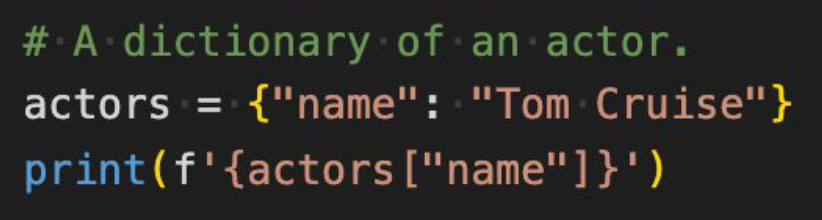 # A dictionary of an actor.
actors = {"name": "Tom Cruise"}
print(f'{actors["name"]}')